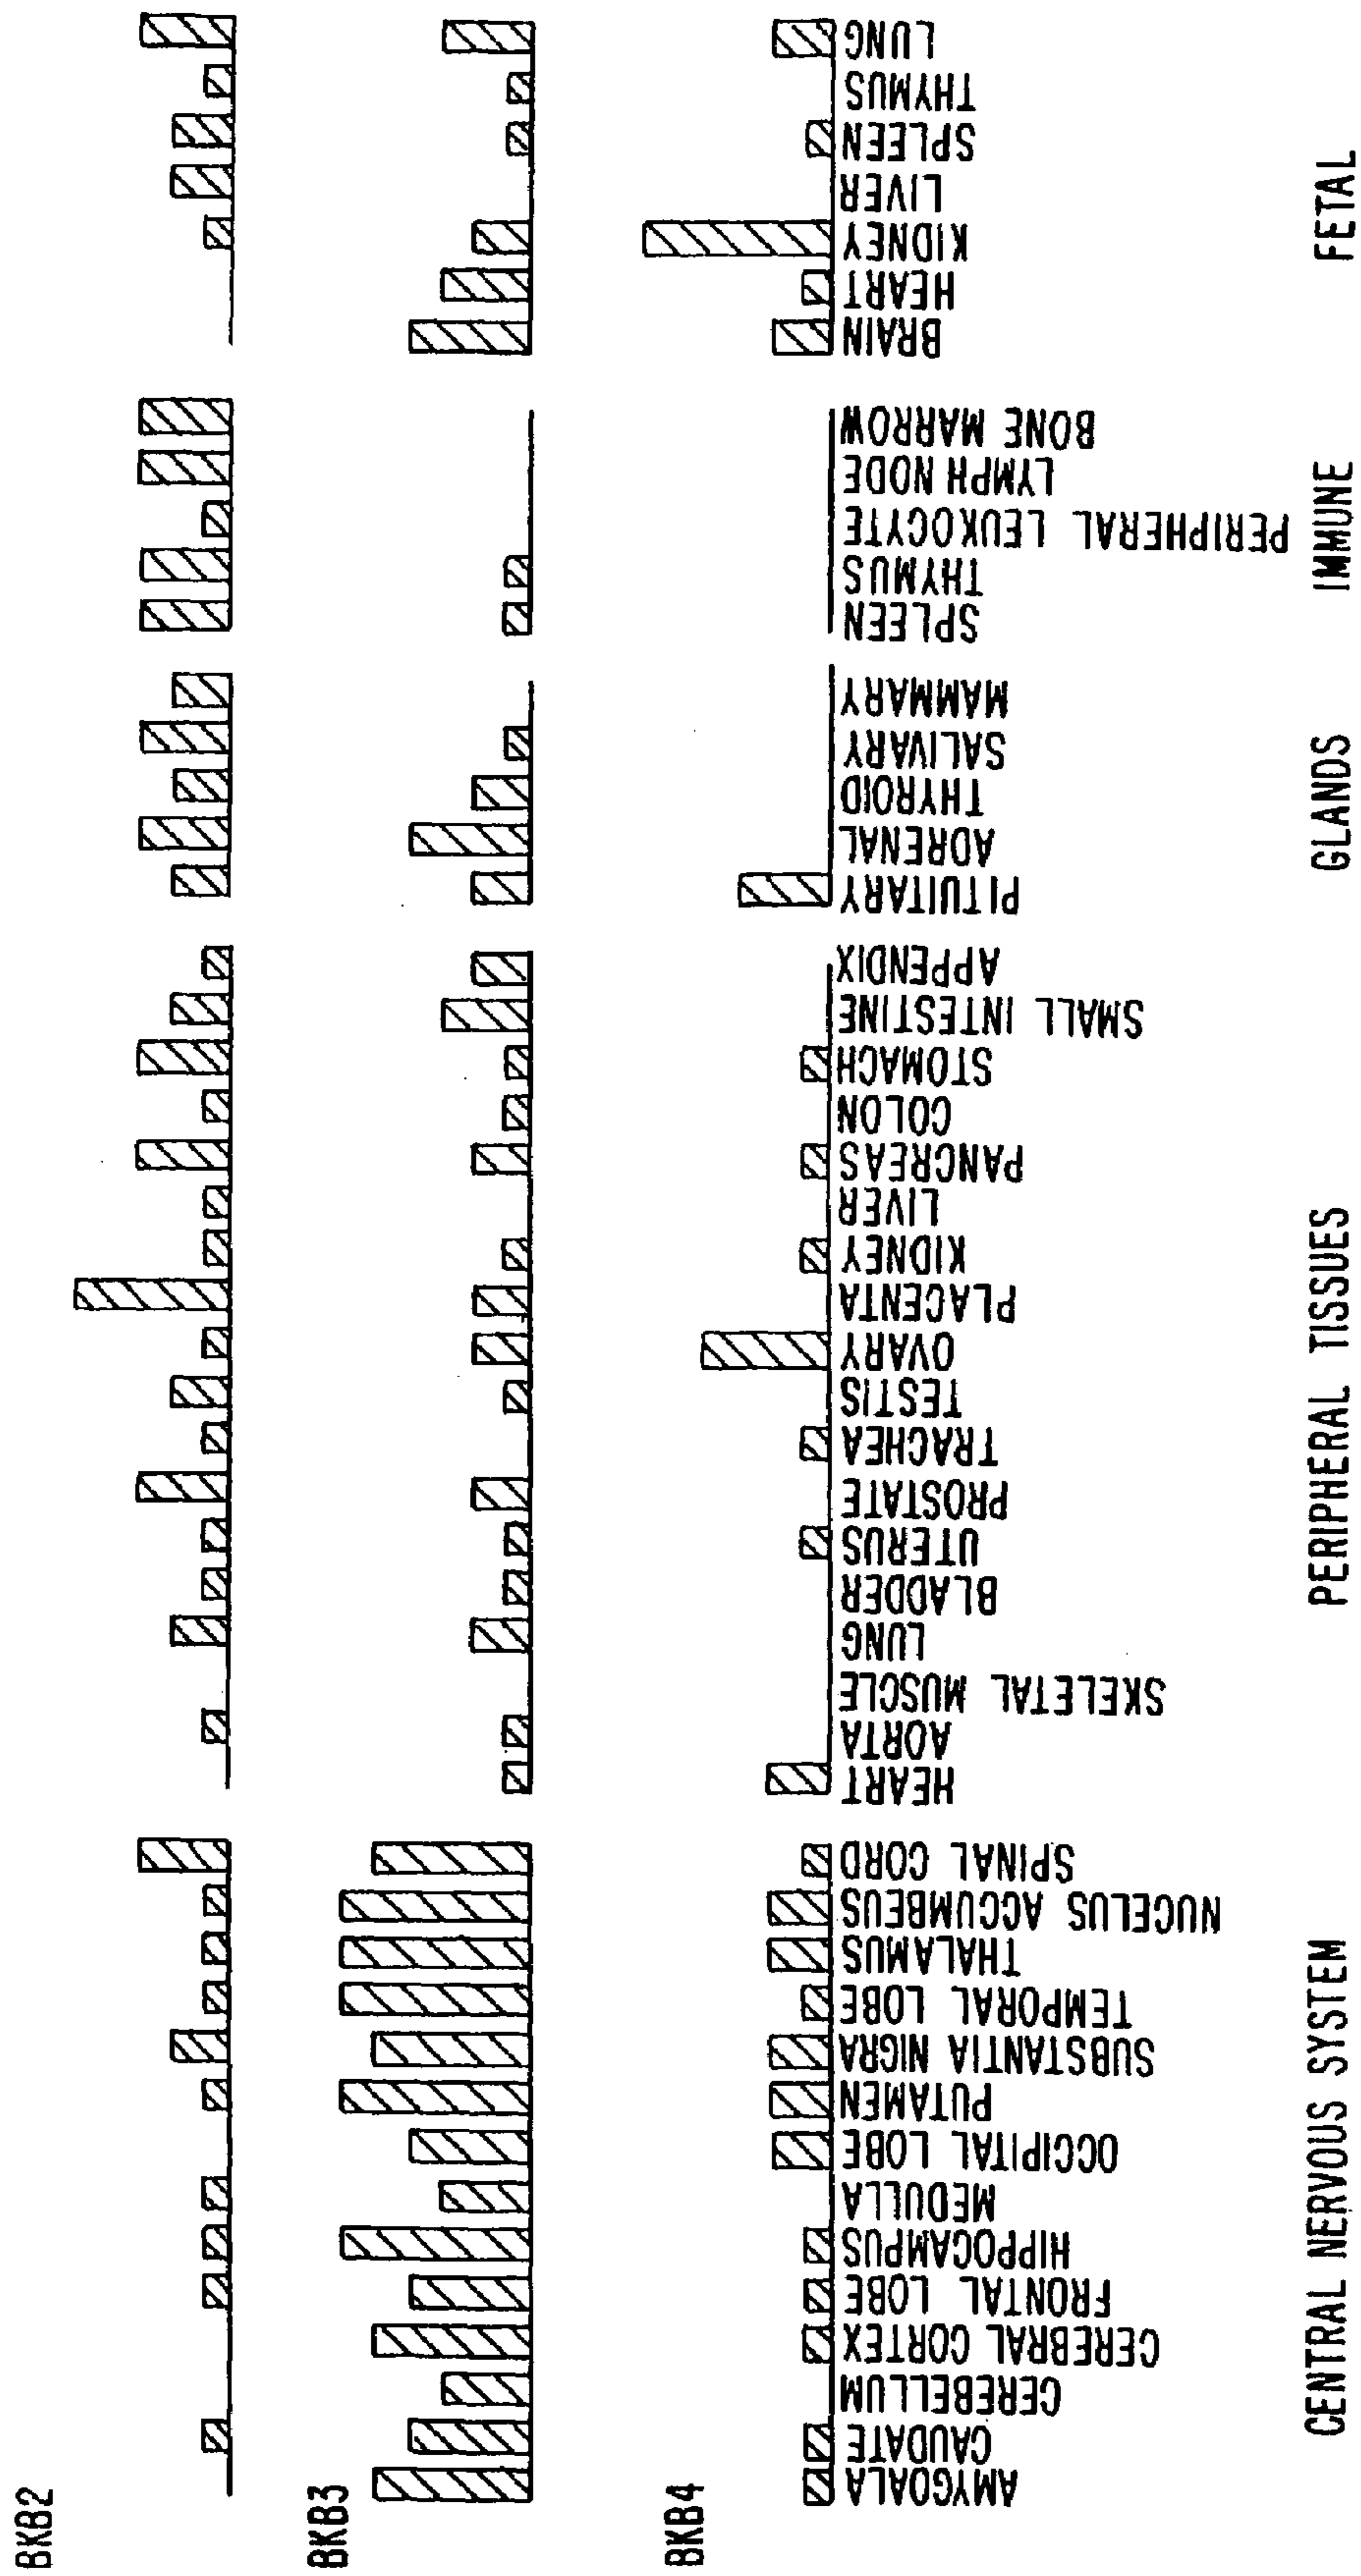 BKB2
BKB3
BKB4
AMYGOALA
CAUDATE
CEREBELLUM
CEREBRAL CORTEX
FRONTAL LOBE
HIPPOCAMPUS
MEDULLA
OCCIPITAL LOBE
PUTAMEN
SUBSTANTIA NIGRA
TEMPORAL LOBE
THALAMUS
NUCELUS ACCUMBEUS
SPINAL CORD
HEART
AORTA
SKELETAL MUSCLE
LUNG
BLADDER
UTERUS
PROSTATE
TRACHEA
TESTIS
OVARY
PLACENTA
KIDNEY
LIVER
PANCREAS
COLON
STOMACH
SMALL INTESTINE
APPENDIX
PITUITARY
ADRENAL
THYROID
SALIVARY
MAMMARY
SPLEEN
THYMUS
PERIPHERAL LEUKOCYTE
LYMPH NODE
BONE MARROW
BRAIN
HEART
KIDNEY
LIVER
SPLEEN
THYMUS
LUNG
CENTRAL NERVOUS SYSTEM
PERIPHERAL TISSUES
GLANDS
IMMUNE
FETAL